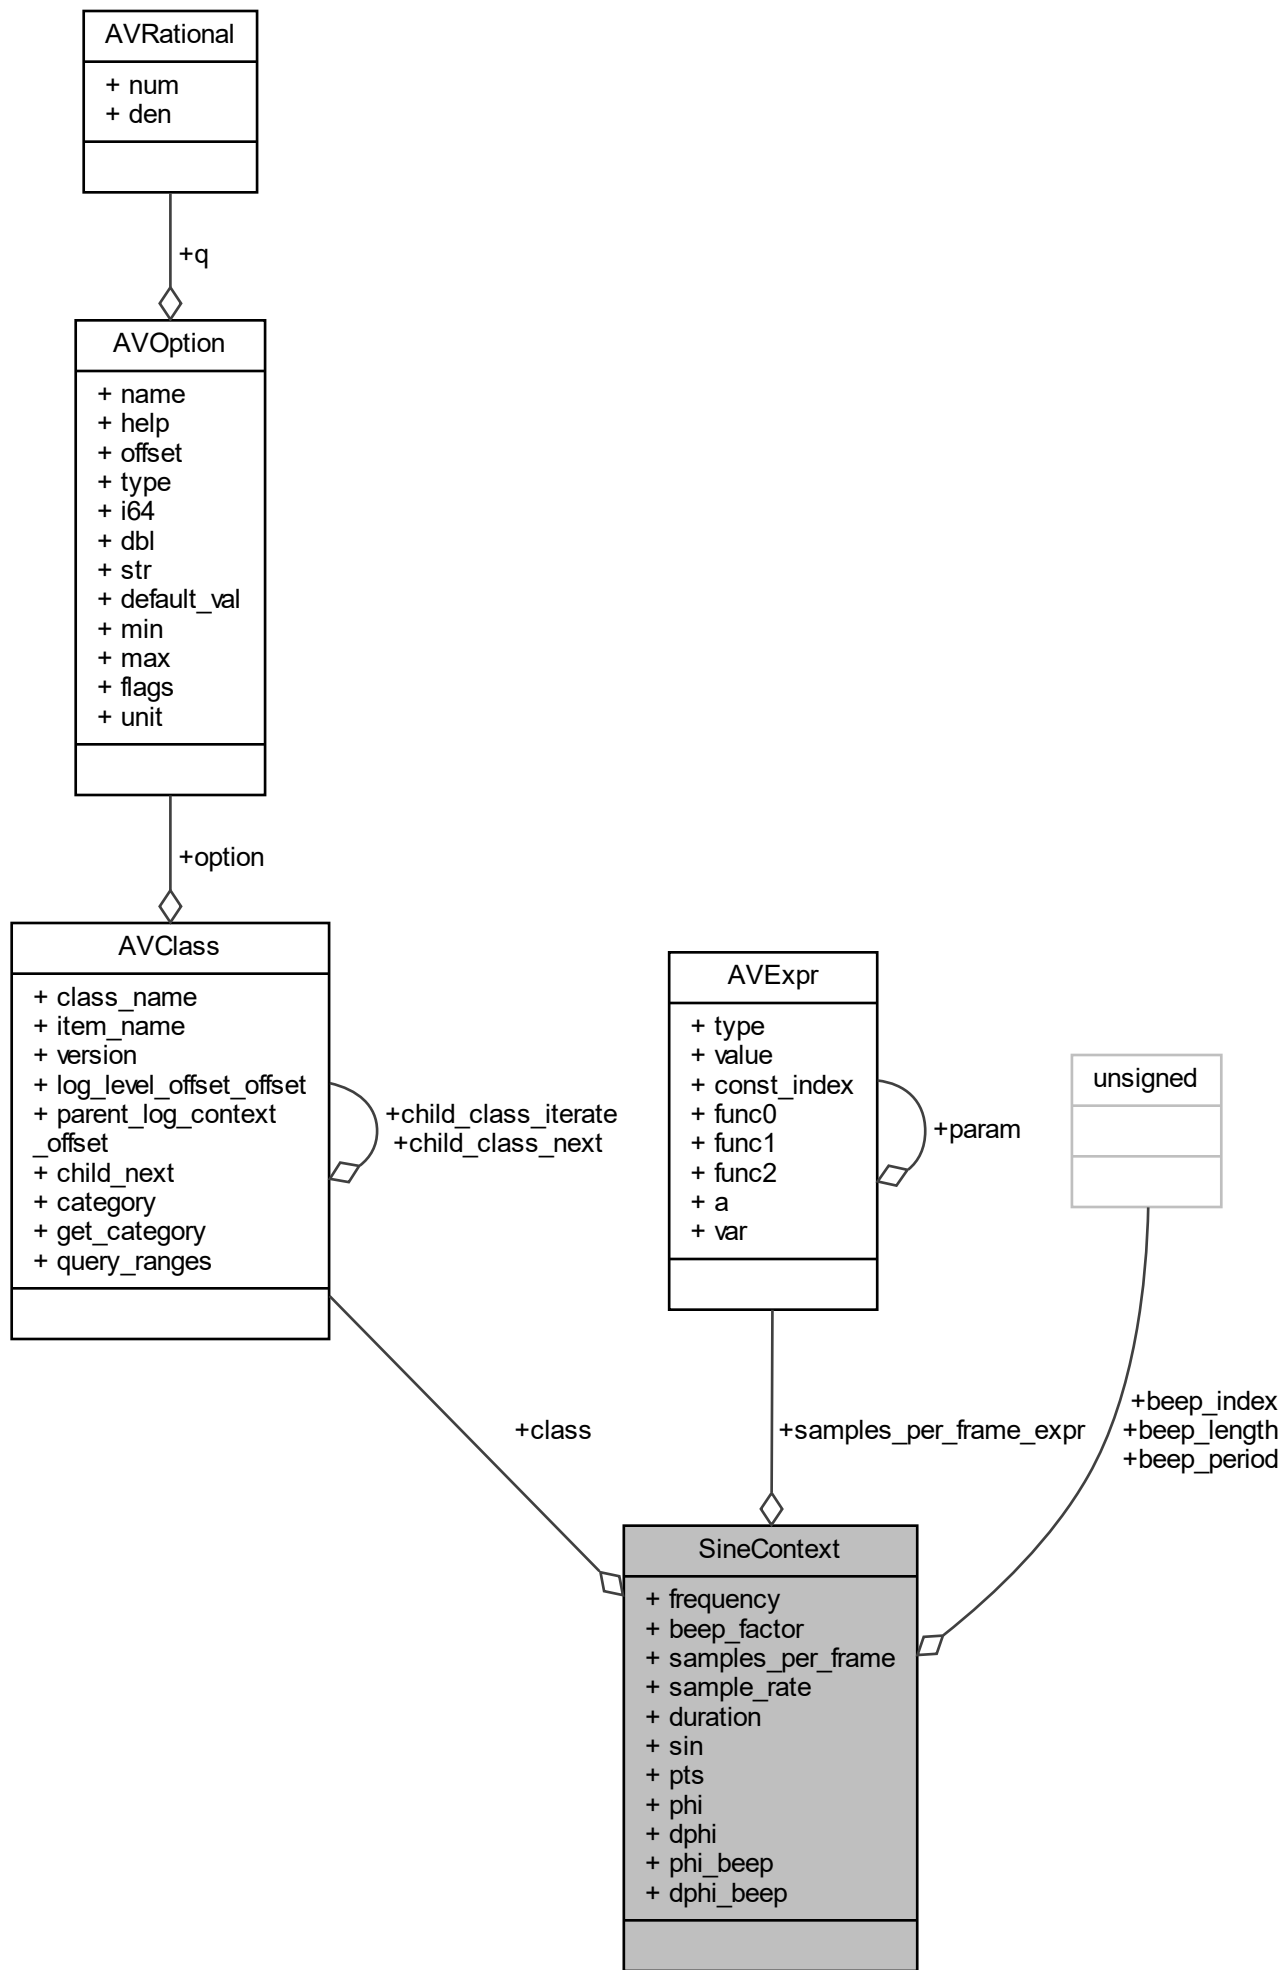 AVRational
+ num
+ den
+q
AVOption
+ name
+ help
+ offset
+ type
+ i64
+ dbl
+ str
+ default_val
+ min
+ max
+ flags
+ unit
+option
AVClass
+ class_name
+ item_name
+ version
+ log_level_offset_offset
+ parent_log_context
_offset
+ child_next
+ category
+ get_category
+ query_ranges
+child_class_iterate
+child_class_next
AVExpr
+ type
+ value
+ const_index
+ func0
+ func1
+ func2
+ a
+ var
+param
unsigned
+class
+samples_per_frame_expr
+beep_index
+beep_length
+beep_period
SineContext
+ frequency
+ beep_factor
+ samples_per_frame
+ sample_rate
+ duration
+ sin
+ pts
+ phi
+ dphi
+ phi_beep
+ dphi_beep